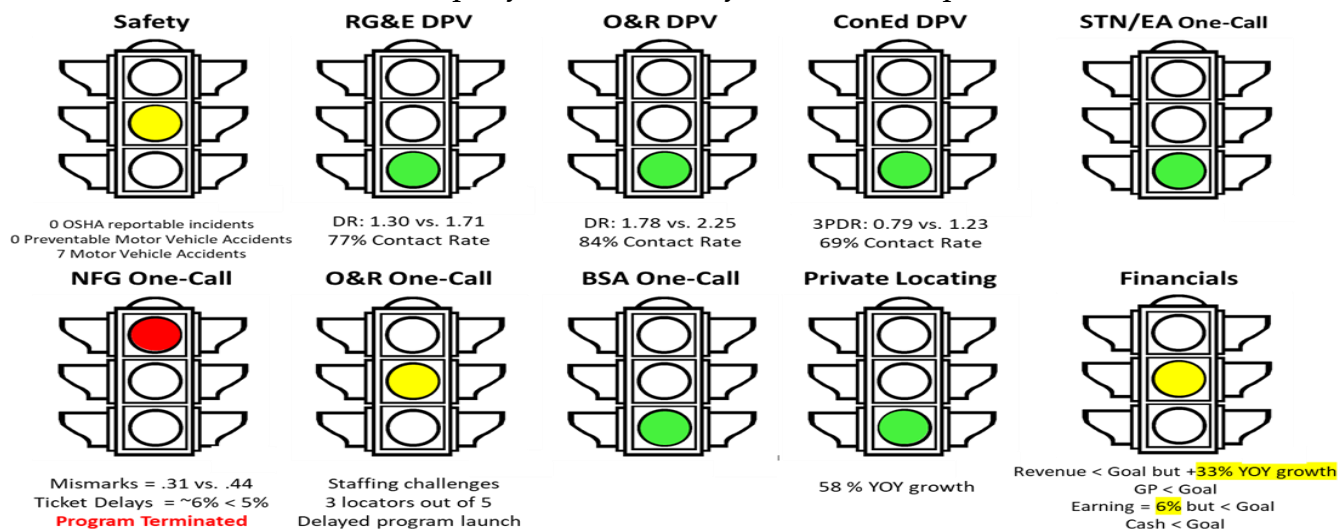 Safety
RG&E DPV
O&R DPV
ConEd DPV
STN/EA One-Call
0 OSHA reportable incidents
0 Preventable Motor Vehicle Accidents
7 Motor Vehicle Accidents
DR: 1.30 vs. 1.71
77% Contact Rate
DR: 1.78 vs. 2.25
84% Contact Rate
3PDR: 0.79 vs. 1.23
69% Contact Rate
NFG One-Call
O&R One-Call
BSA One-Call
Private Locating
Financials
Mismarks = .31 vs. .44
Ticket Delays = ~6% < 5%
Program Terminated
Staffing challenges
3 locators out of 5
Delayed program launch
58 % YOY growth
Revenue < Goal but +33% YOY growth
GP < Goal
Earning = 6% but < Goal
Cash < Goal